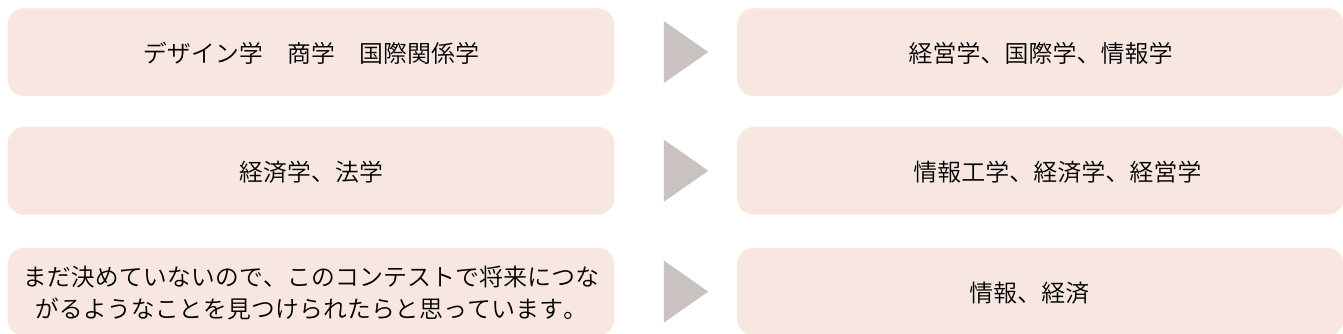 デザイン学　商学　国際関係学
経営学、国際学、情報学
経済学、法学
情報工学、経済学、経営学
まだ決めていないので、このコンテストで将来につな
がるようなことを見つけられたらと思っています。
情報、経済